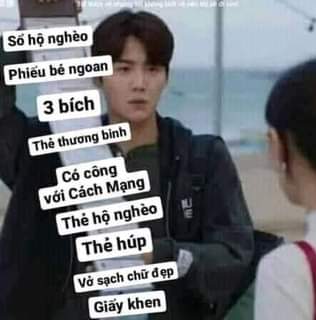 Sổ hộ nghèo
Phiếu bé ngoan
3 bích
Thẻ thương binh
Có công
với Cách Mạng
Thẻ hộ nghèo
Thẻ húp
Vở sạch chữ đẹp
Giấy khen